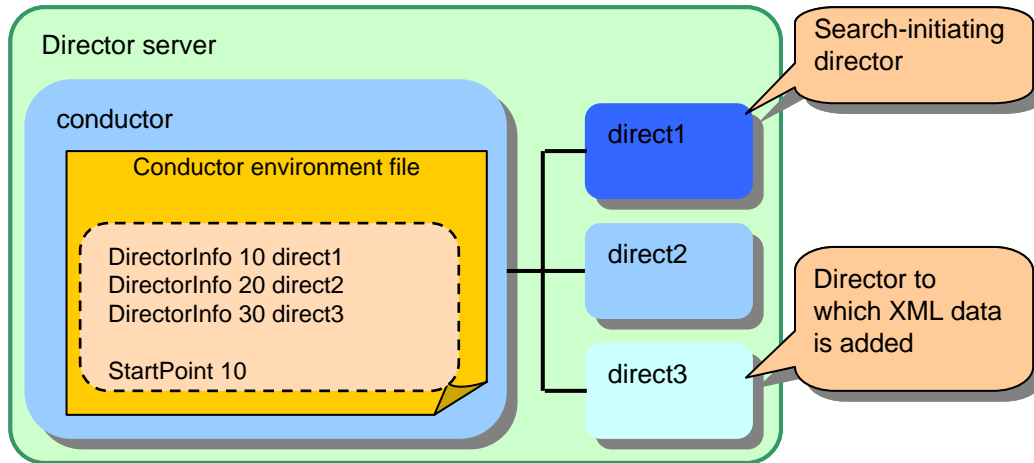 Director server
conductor
Conductor environment file
DirectorInfo 10 direct1
DirectorInfo 20 direct2
DirectorInfo 30 direct3
StartPoint 10
direct1
direct2
direct3
Search-initiating
director
Director to
which XML data
is added